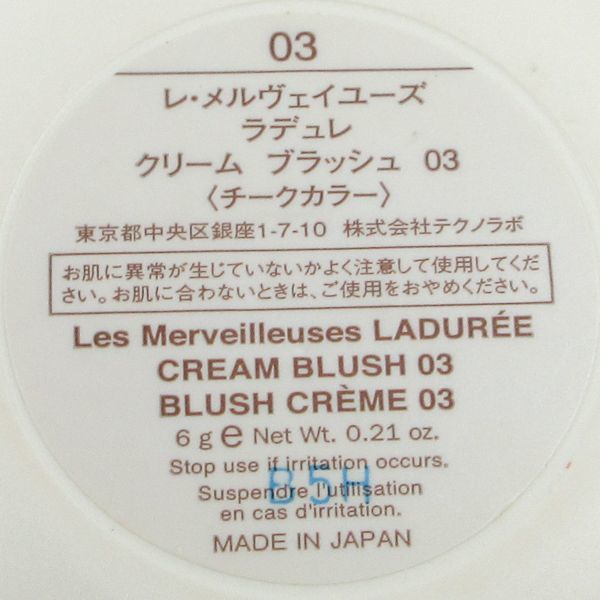 03
レ・メルヴェイユーズ
ラデュレ
クリーム ブラッシュ 03
〈チークカラー〉
東京都中央区銀座1-7-10 株式会社テクノラボ
お肌に異常が生じていないかよく注意して使用してくだ
さい。お肌に合わないときは、ご使用をおやめください。
Les Merveilleuses LADURÉE
CREAM BLUSH 03
BLUSH CRÈME 03
6 g e Net Wt. 0.21 oz.
Stop use if irritation occurs.
B5H
Suspendre l'utilisation
en cas d'irritation.
MADE IN JAPAN